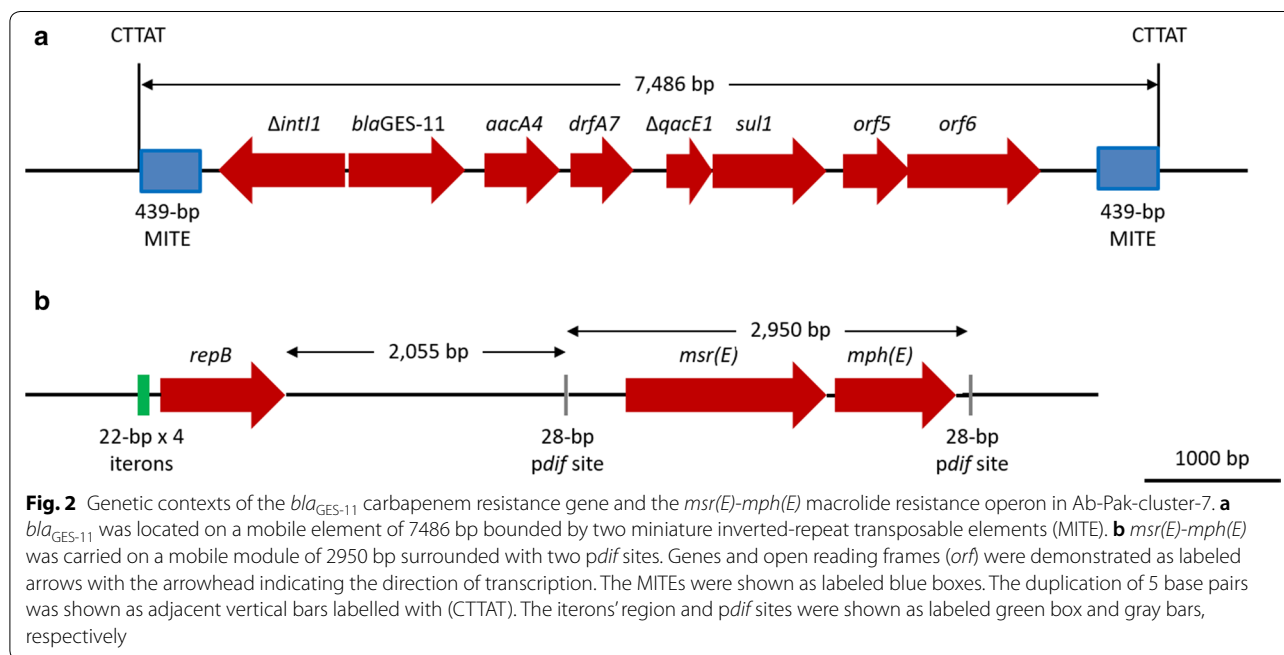 a
CTTAT CTTAT
7,486 bp
ΔintI1 blaGES-11 aacA4 drfA7 ΔqacE1 sul1 orf5 orf6
439-bp MITE
439-bp MITE
b
2,950 bp
repB 2,055 bp msr(E) mph(E)
22-bp x 4 iterons
28-bp pdif site
28-bp pdif site
1000 bp
Fig. 2 Genetic contexts of the blaGES-11 carbapenem resistance gene and the msr(E)-mph(E) macrolide resistance operon in Ab-Pak-cluster-7. a
blaGES-11 was located on a mobile element of 7486 bp bounded by two miniature inverted-repeat transposable elements (MITE). b msr(E)-mph(E)
was carried on a mobile module of 2950 bp surrounded with two pdif sites. Genes and open reading frames (orf) were demonstrated as labeled
arrows with the arrowhead indicating the direction of transcription. The MITEs were shown as labeled blue boxes. The duplication of 5 base pairs
was shown as adjacent vertical bars labelled with (CTTAT). The iterons' region and pdif sites were shown as labeled green box and gray bars,
respectively